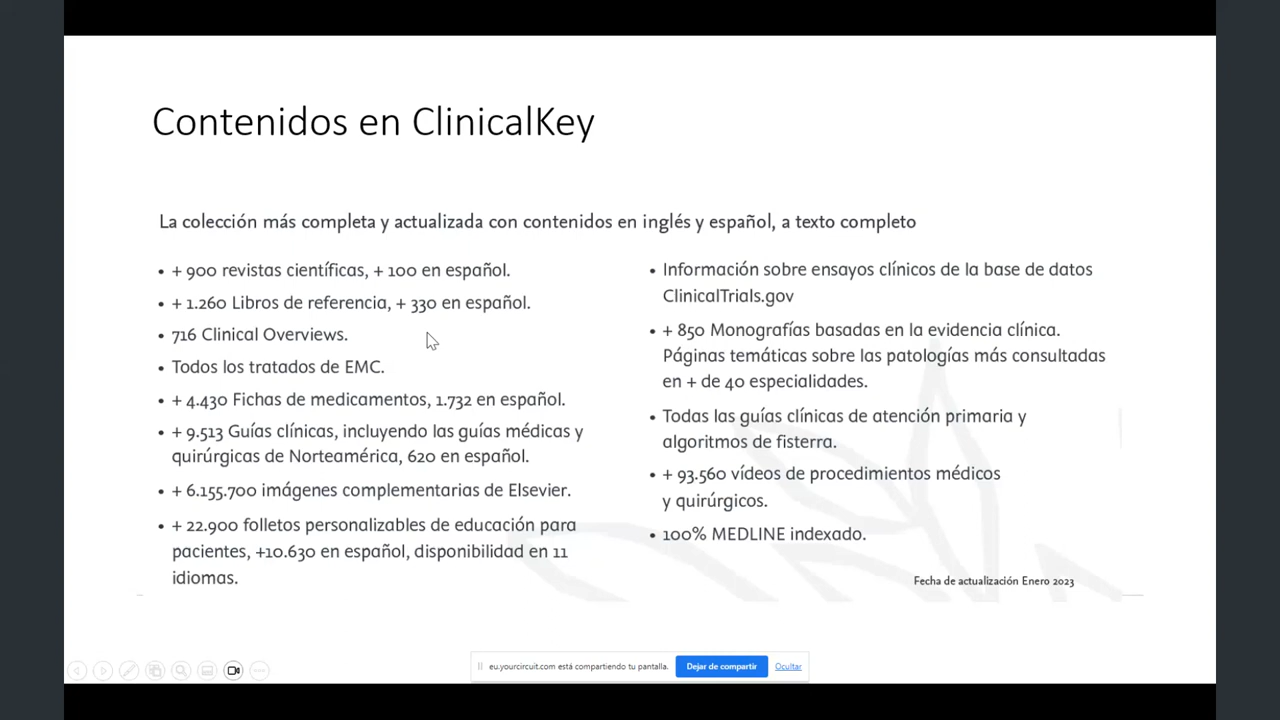 Contenidos en ClinicalKey
La colección más completa y actualizada con contenidos en inglés y español, a texto completo
• + 900 revistas científicas, + 100 en español.
• + 1.260 Libros de referencia, + 330 en español.
• 716 Clinical Overviews.
• Todos los tratados de EMC.
• + 4.430 Fichas de medicamentos, 1.732 en español.
• + 9.513 Guías clínicas, incluyendo las guías médicas y
quirúrgicas de Norteamérica, 620 en español.
• + 6.155.700 imágenes complementarias de Elsevier.
• + 22.900 folletos personalizables de educación para
pacientes, +10.630 en español, disponibilidad en 11
idiomas.
• Información sobre ensayos clínicos de la base de datos
ClinicalTrials.gov
• + 850 Monografías basadas en la evidencia clínica.
Páginas temáticas sobre las patologías más consultadas
en + de 40 especialidades.
• Todas las guías clínicas de atención primaria y
algoritmos de fisterra.
• + 93.560 vídeos de procedimientos médicos
y quirúrgicos.
• 100% MEDLINE indexado.
Fecha de actualización Enero 2023
eu.yourcircuit.com está compartiendo tu pantalla.
Dejar de compartir
Ocultar